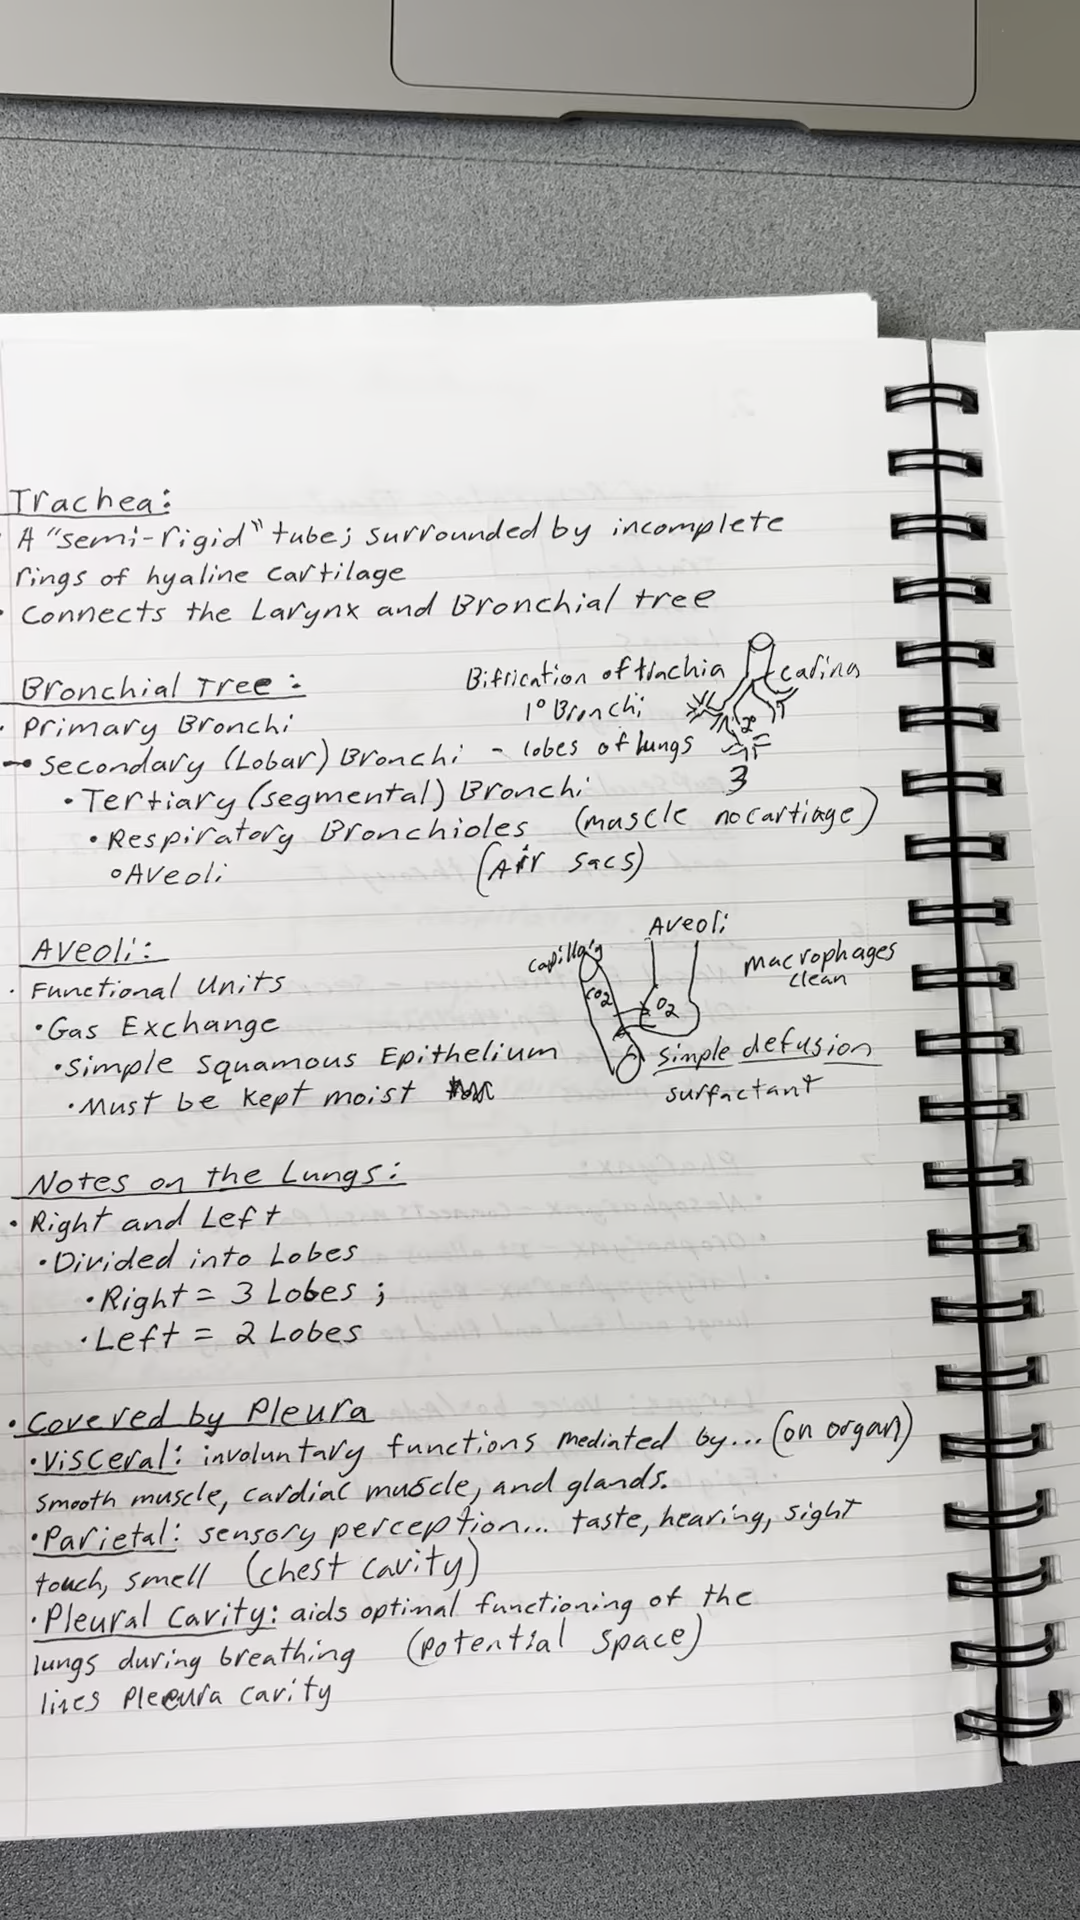 Trachea:
· A "semi-rigid" tube; surrounded by incomplete
rings of hyaline cartilage
· Connects the Larynx and Bronchial tree
Bifrication of trachia
carina
Bronchial Tree:
1° Bronchi
· Primary Bronchi
2°
Secondary (Lobar) Bronchi - lobes of lungs
3
· Tertiary (segmental) Bronchi
· Respiratory Bronchioles (muscle no cartiage)
Aveoli (Air sacs)
Aveoli:
Aveoli
capillary
macrophages
clean
· Functional Units
CO2
O2
· Gas Exchange
· Simple Squamous Epithelium
simple defusion
· Must be kept moist
surfactant
Notes on the Lungs:
· Right and Left
· Divided into Lobes
· Right = 3 Lobes;
· Left = 2 Lobes
· Covered by Pleura
· Visceral: involuntary functions mediated by... (on organ)
smooth muscle, cardiac muscle, and glands.
· Parietal: sensory perception... taste, hearing, sight
touch, smell (chest cavity)
· Pleural Cavity: aids optimal functioning of the
lungs during breathing (potential space)
lines Pleeura cavity